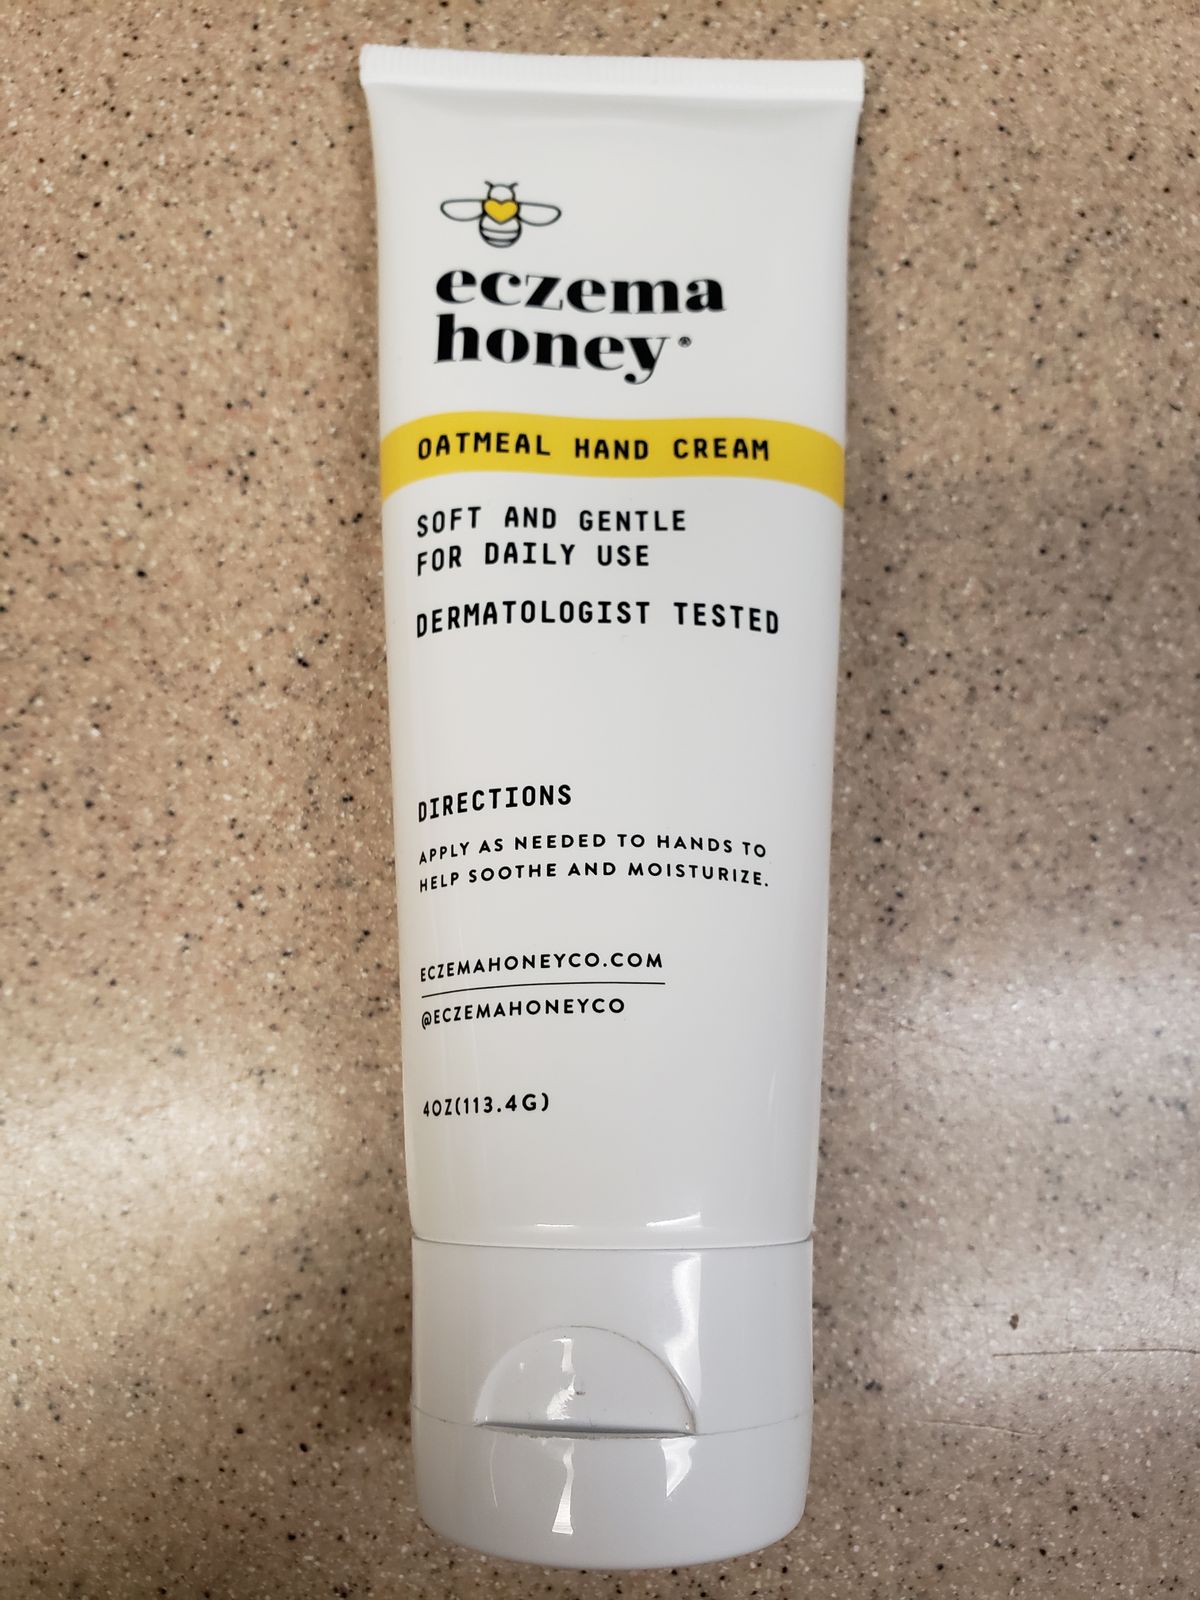 eczema
honey®
OATMEAL HAND CREAM
SOFT AND GENTLE
FOR DAILY USE
DERMATOLOGIST TESTED
DIRECTIONS
APPLY AS NEEDED TO HANDS TO
HELP SOOTHE AND MOISTURIZE.
ECZEMAHONEYCO.COM
@ECZEMAHONEYCO
4OZ(113.4G)